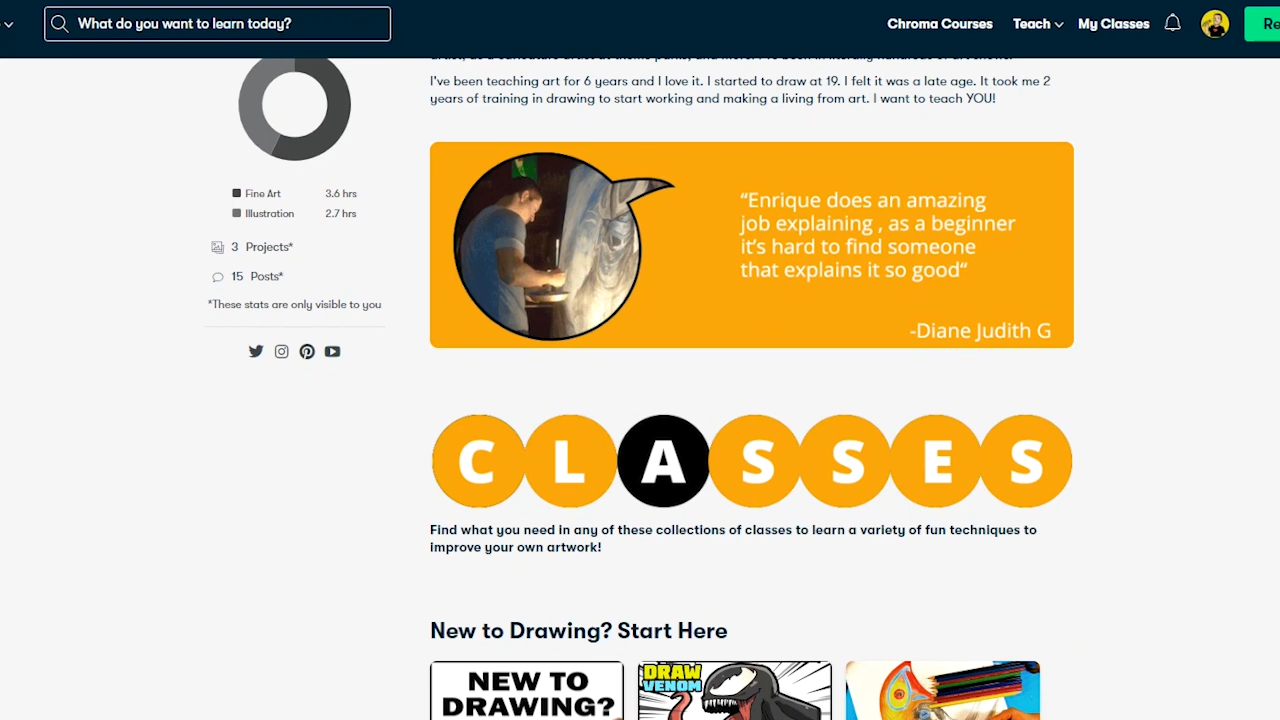 What do you want to learn today?
Chroma Courses
Teach
My Classes
Re
I've been teaching art for 6 years and I love it. I started to draw at 19. I felt it was a late age. It took me 2
years of training in drawing to start working and making a living from art. I want to teach YOU!
Fine Art 3.6 hrs
Illustration 2.7 hrs
3 Projects*
15 Posts*
*These stats are only visible to you
“Enrique does an amazing
job explaining , as a beginner
it’s hard to find someone
that explains it so good“
-Diane Judith G
CLASSES
Find what you need in any of these collections of classes to learn a variety of fun techniques to
improve your own artwork!
New to Drawing? Start Here
NEW TO
DRAWING?
DRAW
VENOM